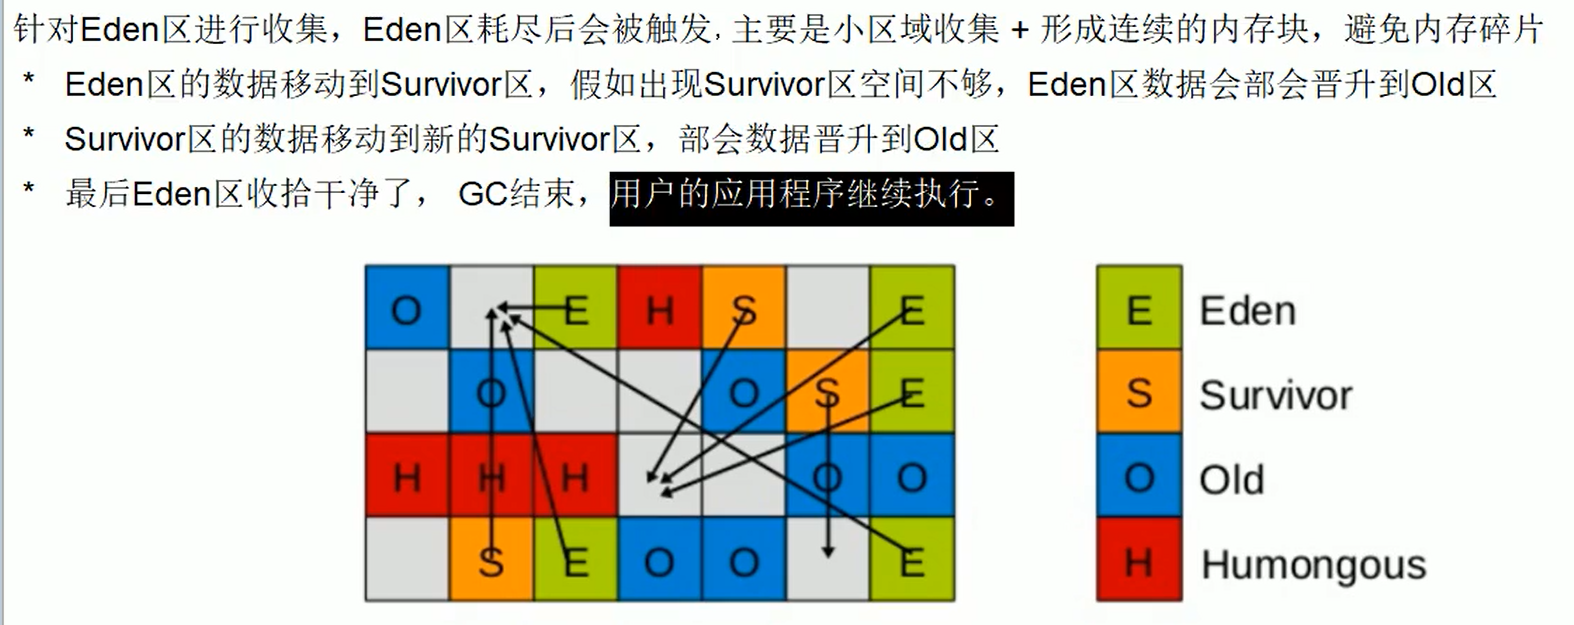 针对Eden区进行收集，Eden区耗尽后会被触发, 主要是小区域收集 + 形成连续的内存块，避免内存碎片
* Eden区的数据移动到Survivor区，假如出现Survivor区空间不够，Eden区数据会部会晋升到Old区
* Survivor区的数据移动到新的Survivor区，部会数据晋升到Old区
* 最后Eden区收拾干净了， GC结束，用户的应用程序继续执行。
O E H S E E Eden
O O S E S Survivor
H H H O O O Old
S E O O E H Humongous